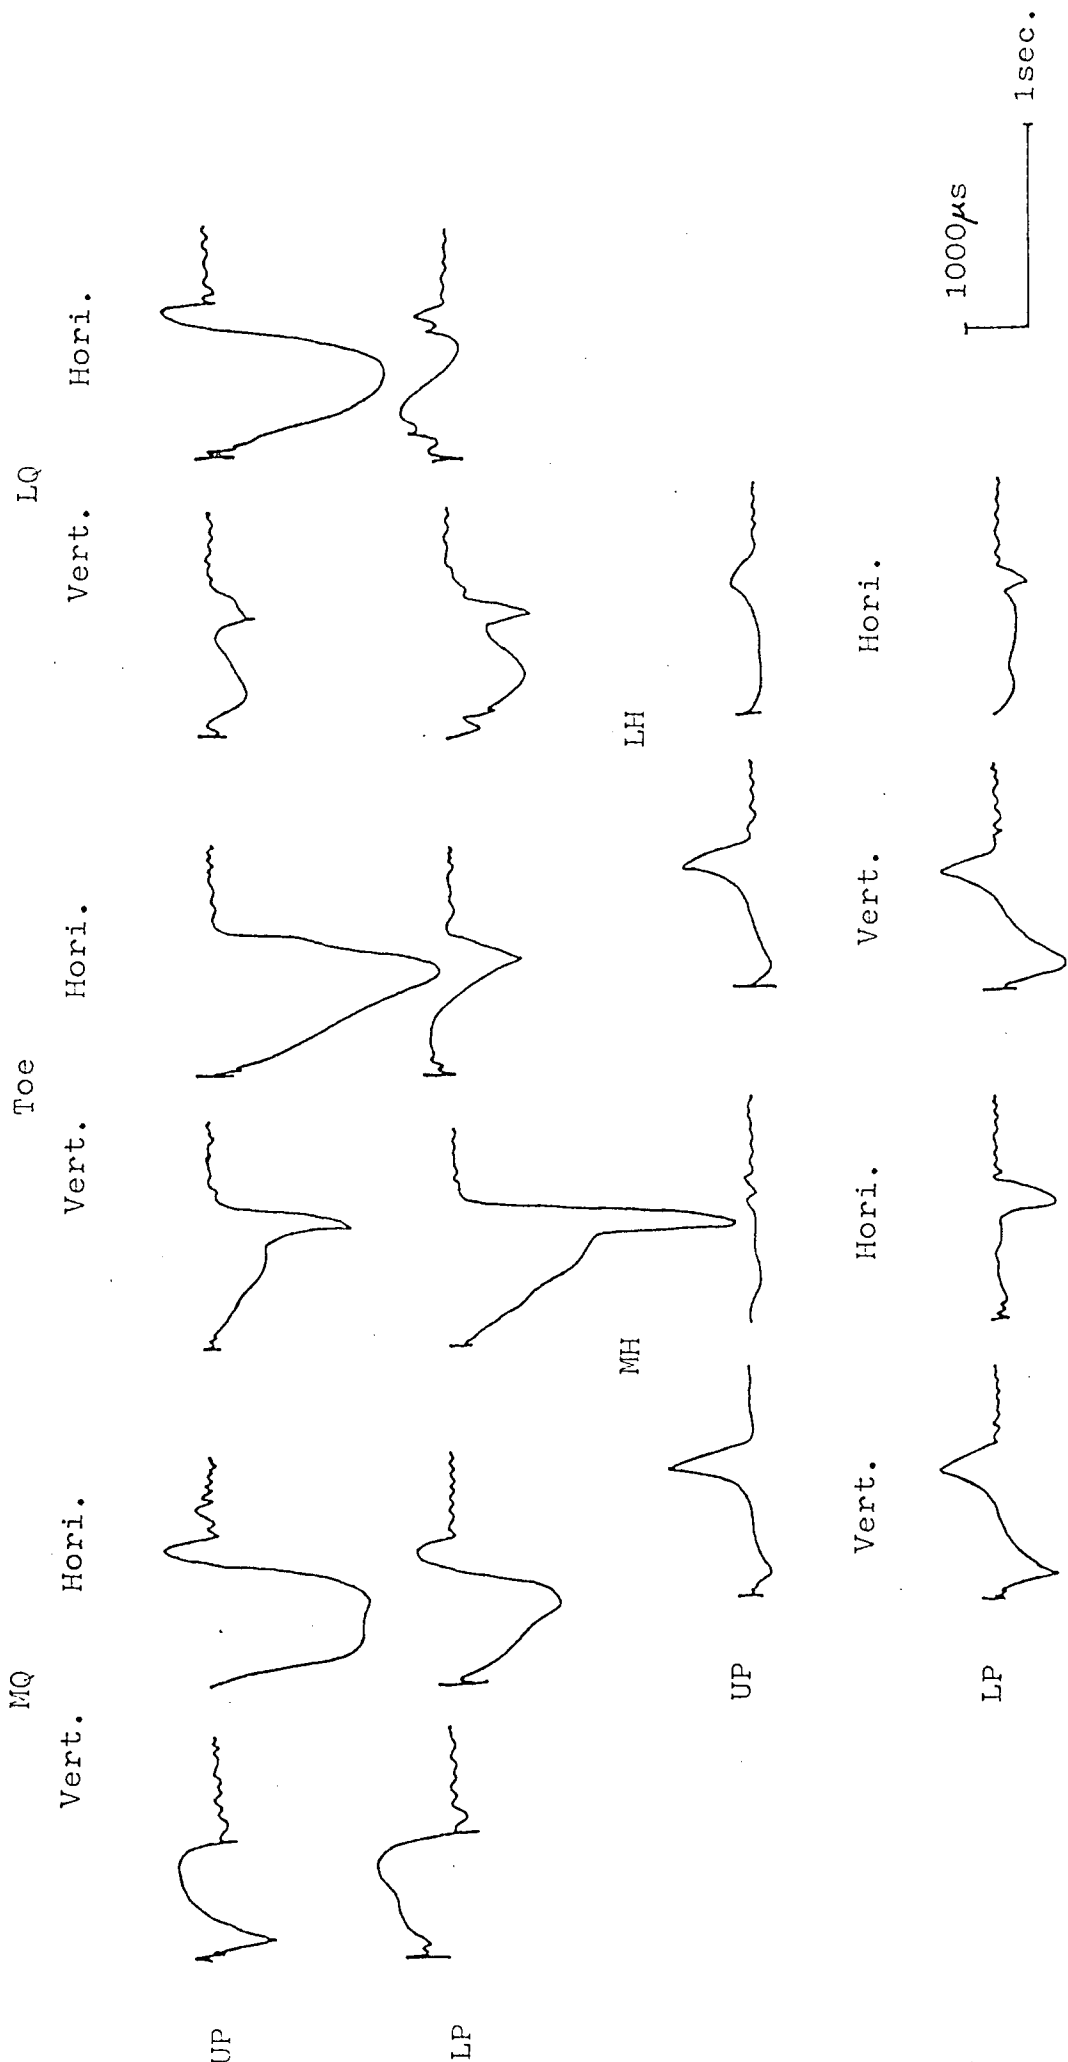 MQ Toe LQ
Vert. Hori. Vert. Hori. Vert. Hori.
UP
LP
MH LH
UP
Vert. Hori. Vert. Hori.
LP
1000μs
1sec.